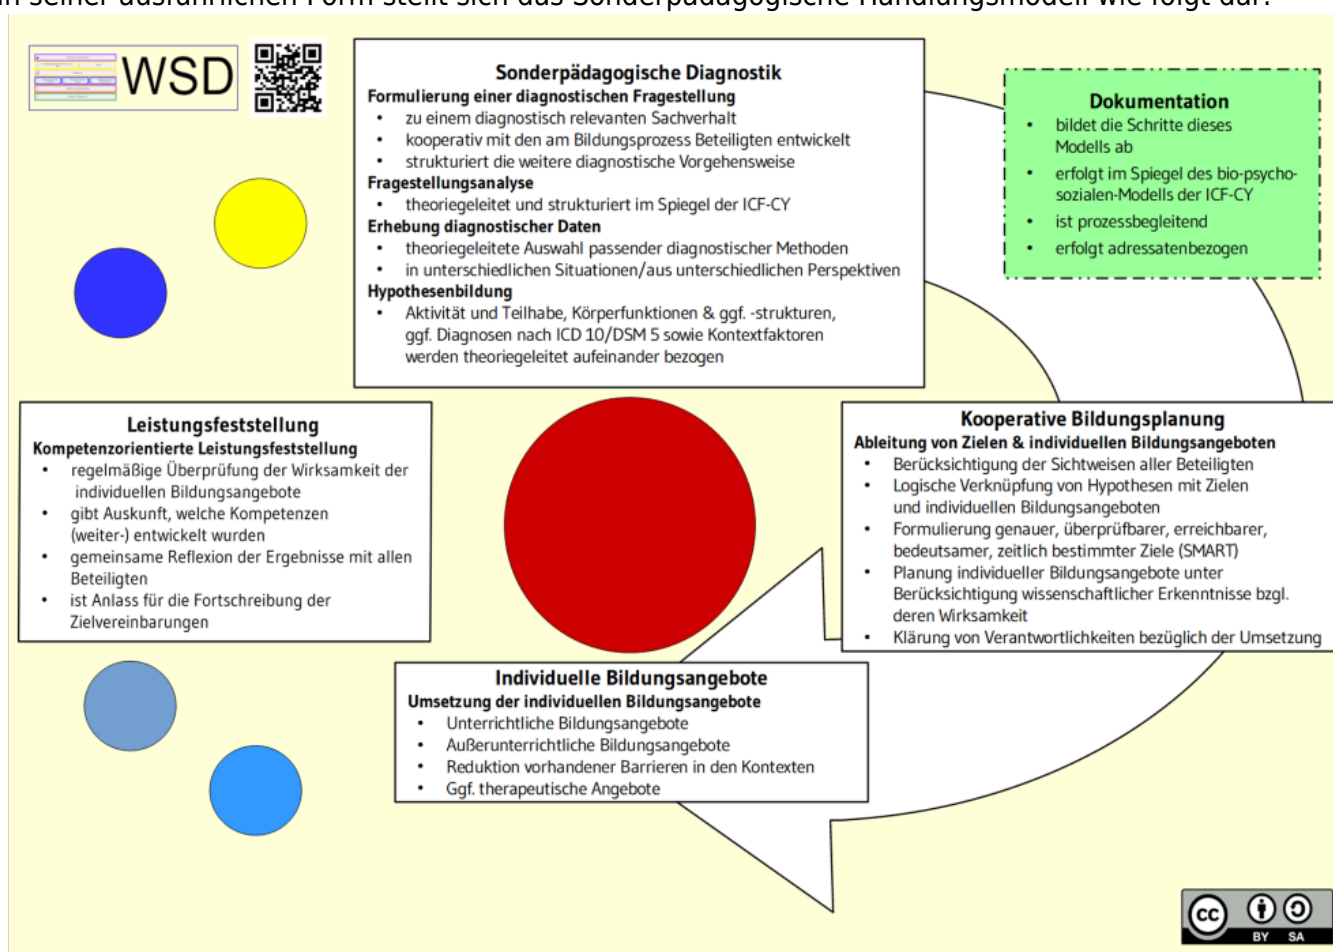 in seiner ausführlichen Form stellt sich das Sonderpädagogische Handlungsmodell wie folgt dar:
WSD
Sonderpädagogische Diagnostik
Formulierung einer diagnostischen Fragestellung
• zu einem diagnostisch relevanten Sachverhalt
• kooperativ mit den am Bildungsprozess Beteiligten entwickelt
• strukturiert die weitere diagnostische Vorgehensweise
Fragestellungsanalyse
• theoriegeleitet und strukturiert im Spiegel der ICF-CY
Erhebung diagnostischer Daten
• theoriegeleitete Auswahl passender diagnostischer Methoden
• in unterschiedlichen Situationen/aus unterschiedlichen Perspektiven
Hypothesenbildung
• Aktivität und Teilhabe, Körperfunktionen & ggf. -strukturen,
ggf. Diagnosen nach ICD 10/DSM 5 sowie Kontextfaktoren
werden theoriegeleitet aufeinander bezogen
Dokumentation
• bildet die Schritte dieses
Modells ab
• erfolgt im Spiegel des bio-psycho-
sozialen-Modells der ICF-CY
• ist prozessbegleitend
• erfolgt adressatenbezogen
Leistungsfeststellung
Kompetenzorientierte Leistungsfeststellung
• regelmäßige Überprüfung der Wirksamkeit der
individuellen Bildungsangebote
• gibt Auskunft, welche Kompetenzen
(weiter-) entwickelt wurden
• gemeinsame Reflexion der Ergebnisse mit allen
Beteiligten
• ist Anlass für die Fortschreibung der
Zielvereinbarungen
Kooperative Bildungsplanung
Ableitung von Zielen & individuellen Bildungsangeboten
• Berücksichtigung der Sichtweisen aller Beteiligten
• Logische Verknüpfung von Hypothesen mit Zielen
und individuellen Bildungsangeboten
• Formulierung genauer, überprüfbarer, erreichbarer,
bedeutsamer, zeitlich bestimmter Ziele (SMART)
• Planung individueller Bildungsangebote unter
Berücksichtigung wissenschaftlicher Erkenntnisse bzgl.
deren Wirksamkeit
• Klärung von Verantwortlichkeiten bezüglich der Umsetzung
Individuelle Bildungsangebote
Umsetzung der individuellen Bildungsangebote
• Unterrichtliche Bildungsangebote
• Außerunterrichtliche Bildungsangebote
• Reduktion vorhandener Barrieren in den Kontexten
• Ggf. therapeutische Angebote
cc
BY SA